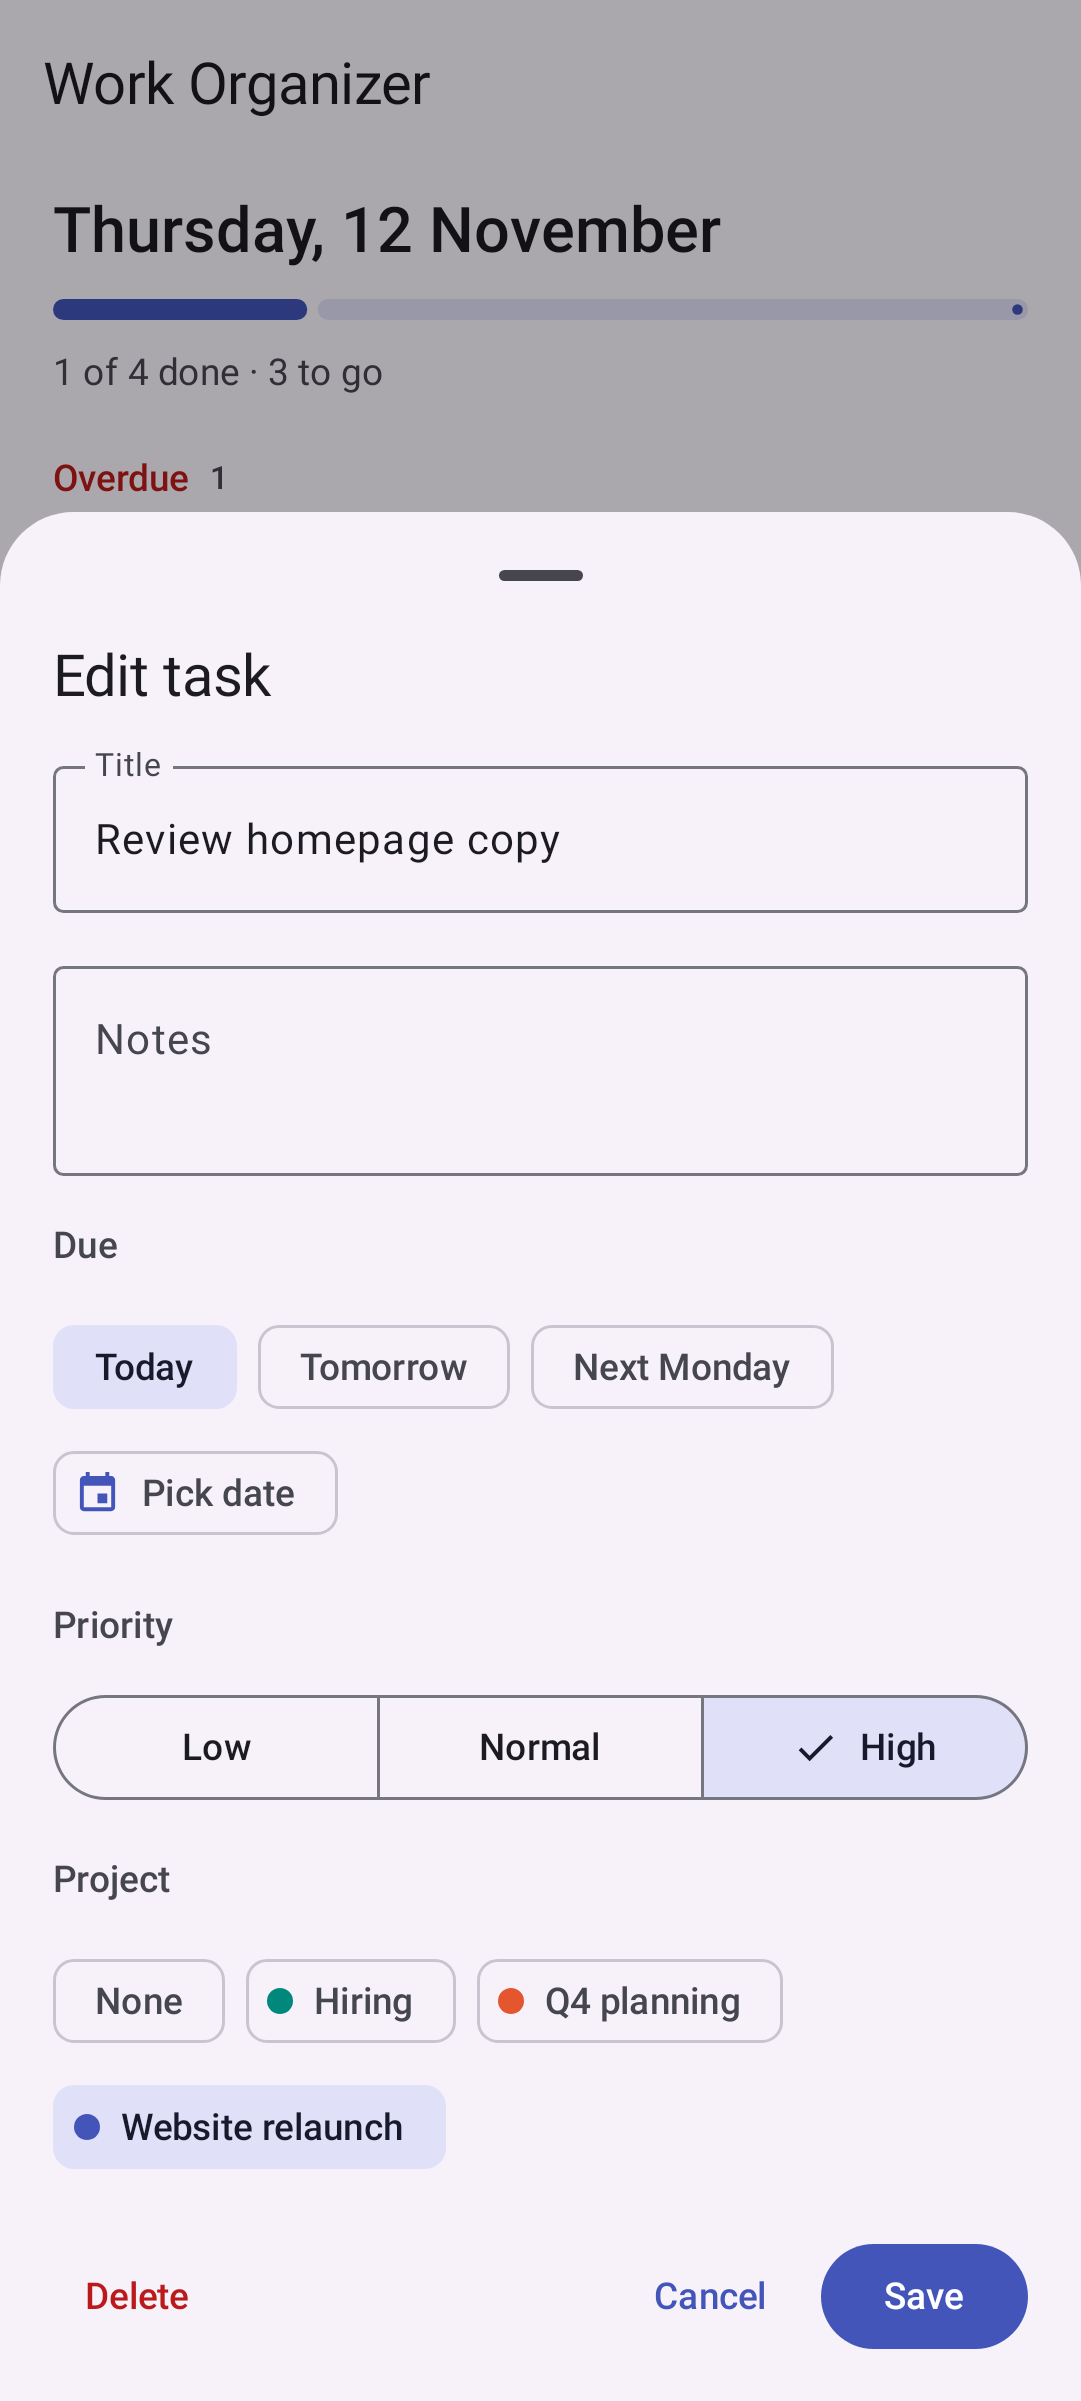 Work Organizer
Thursday, 12 November
1 of 4 done · 3 to go
Overdue 1
Edit task
Title
Review homepage copy
Notes
Due
Today Tomorrow Next Monday
Pick date
Priority
Low Normal High
Project
None Hiring Q4 planning
Website relaunch
Delete Cancel Save